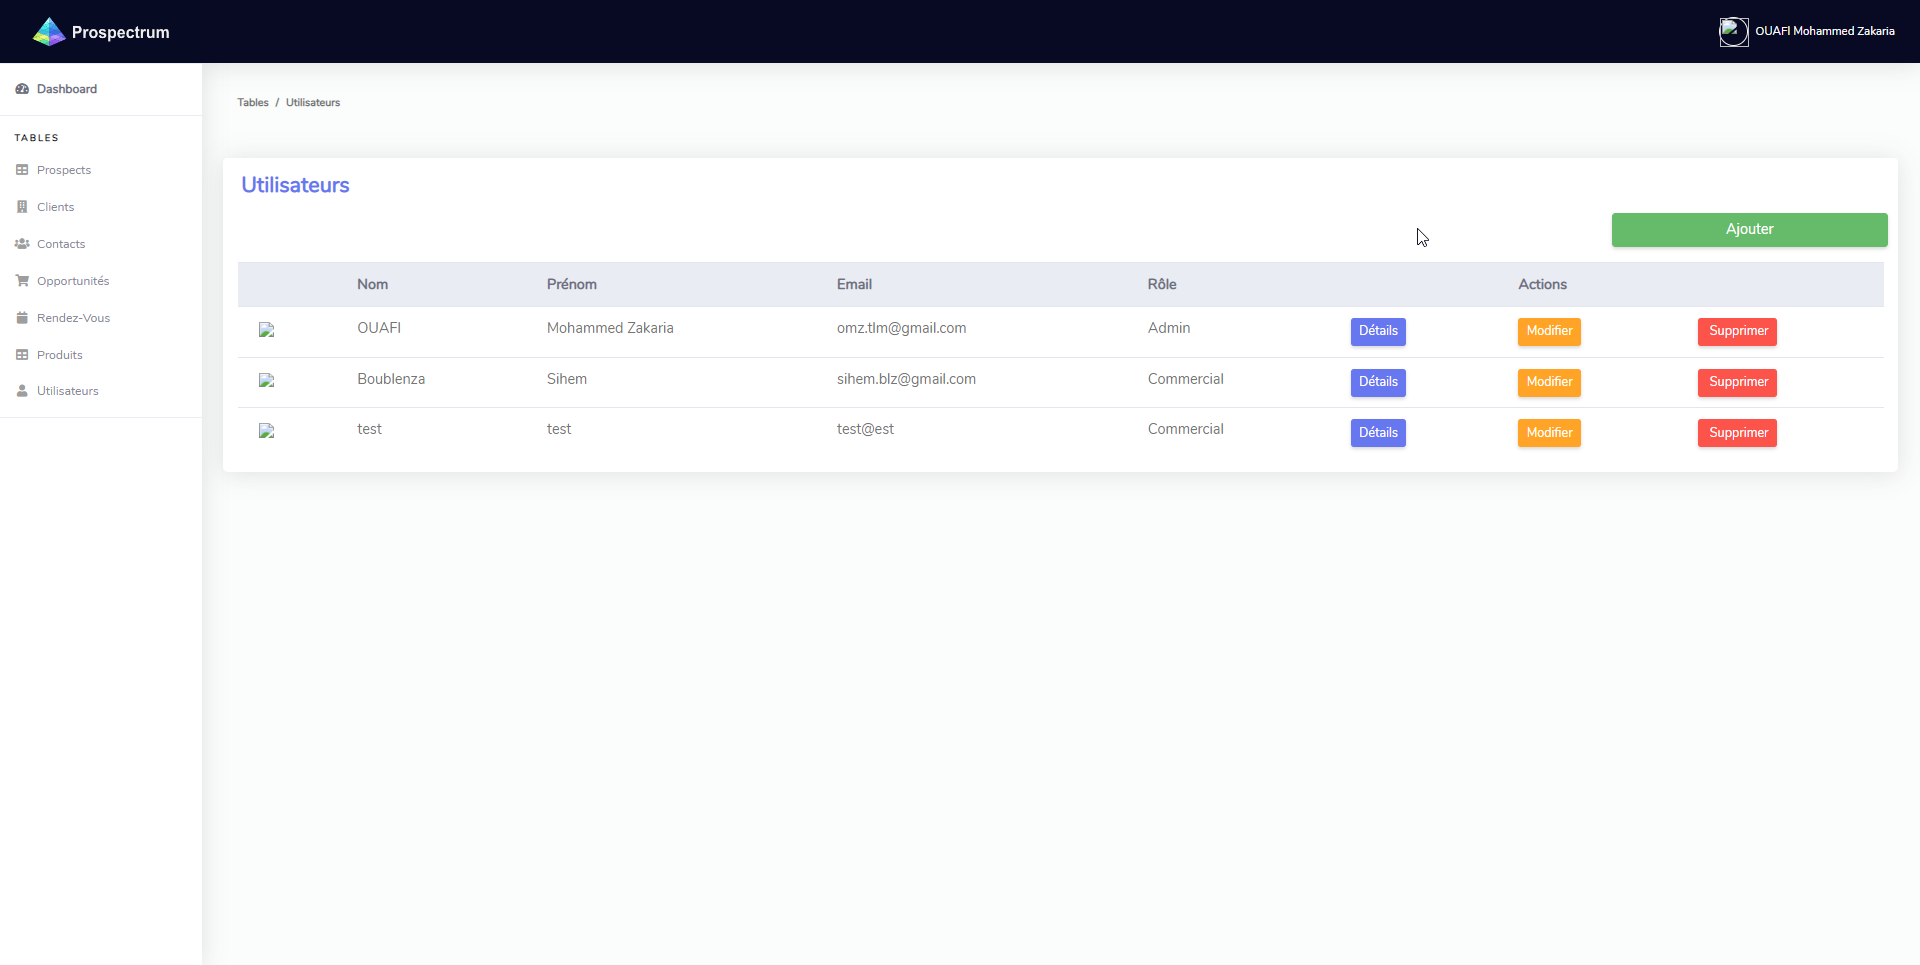 Prospectrum
OUAFI Mohammed Zakaria
Dashboard
TABLES
Prospects
Clients
Contacts
Opportunités
Rendez-Vous
Produits
Utilisateurs
Tables / Utilisateurs
Utilisateurs
Ajouter
Nom Prénom Email Rôle Actions
OUAFI Mohammed Zakaria omz.tlm@gmail.com Admin Détails Modifier Supprimer
Boublenza Sihem sihem.blz@gmail.com Commercial Détails Modifier Supprimer
test test test@est Commercial Détails Modifier Supprimer